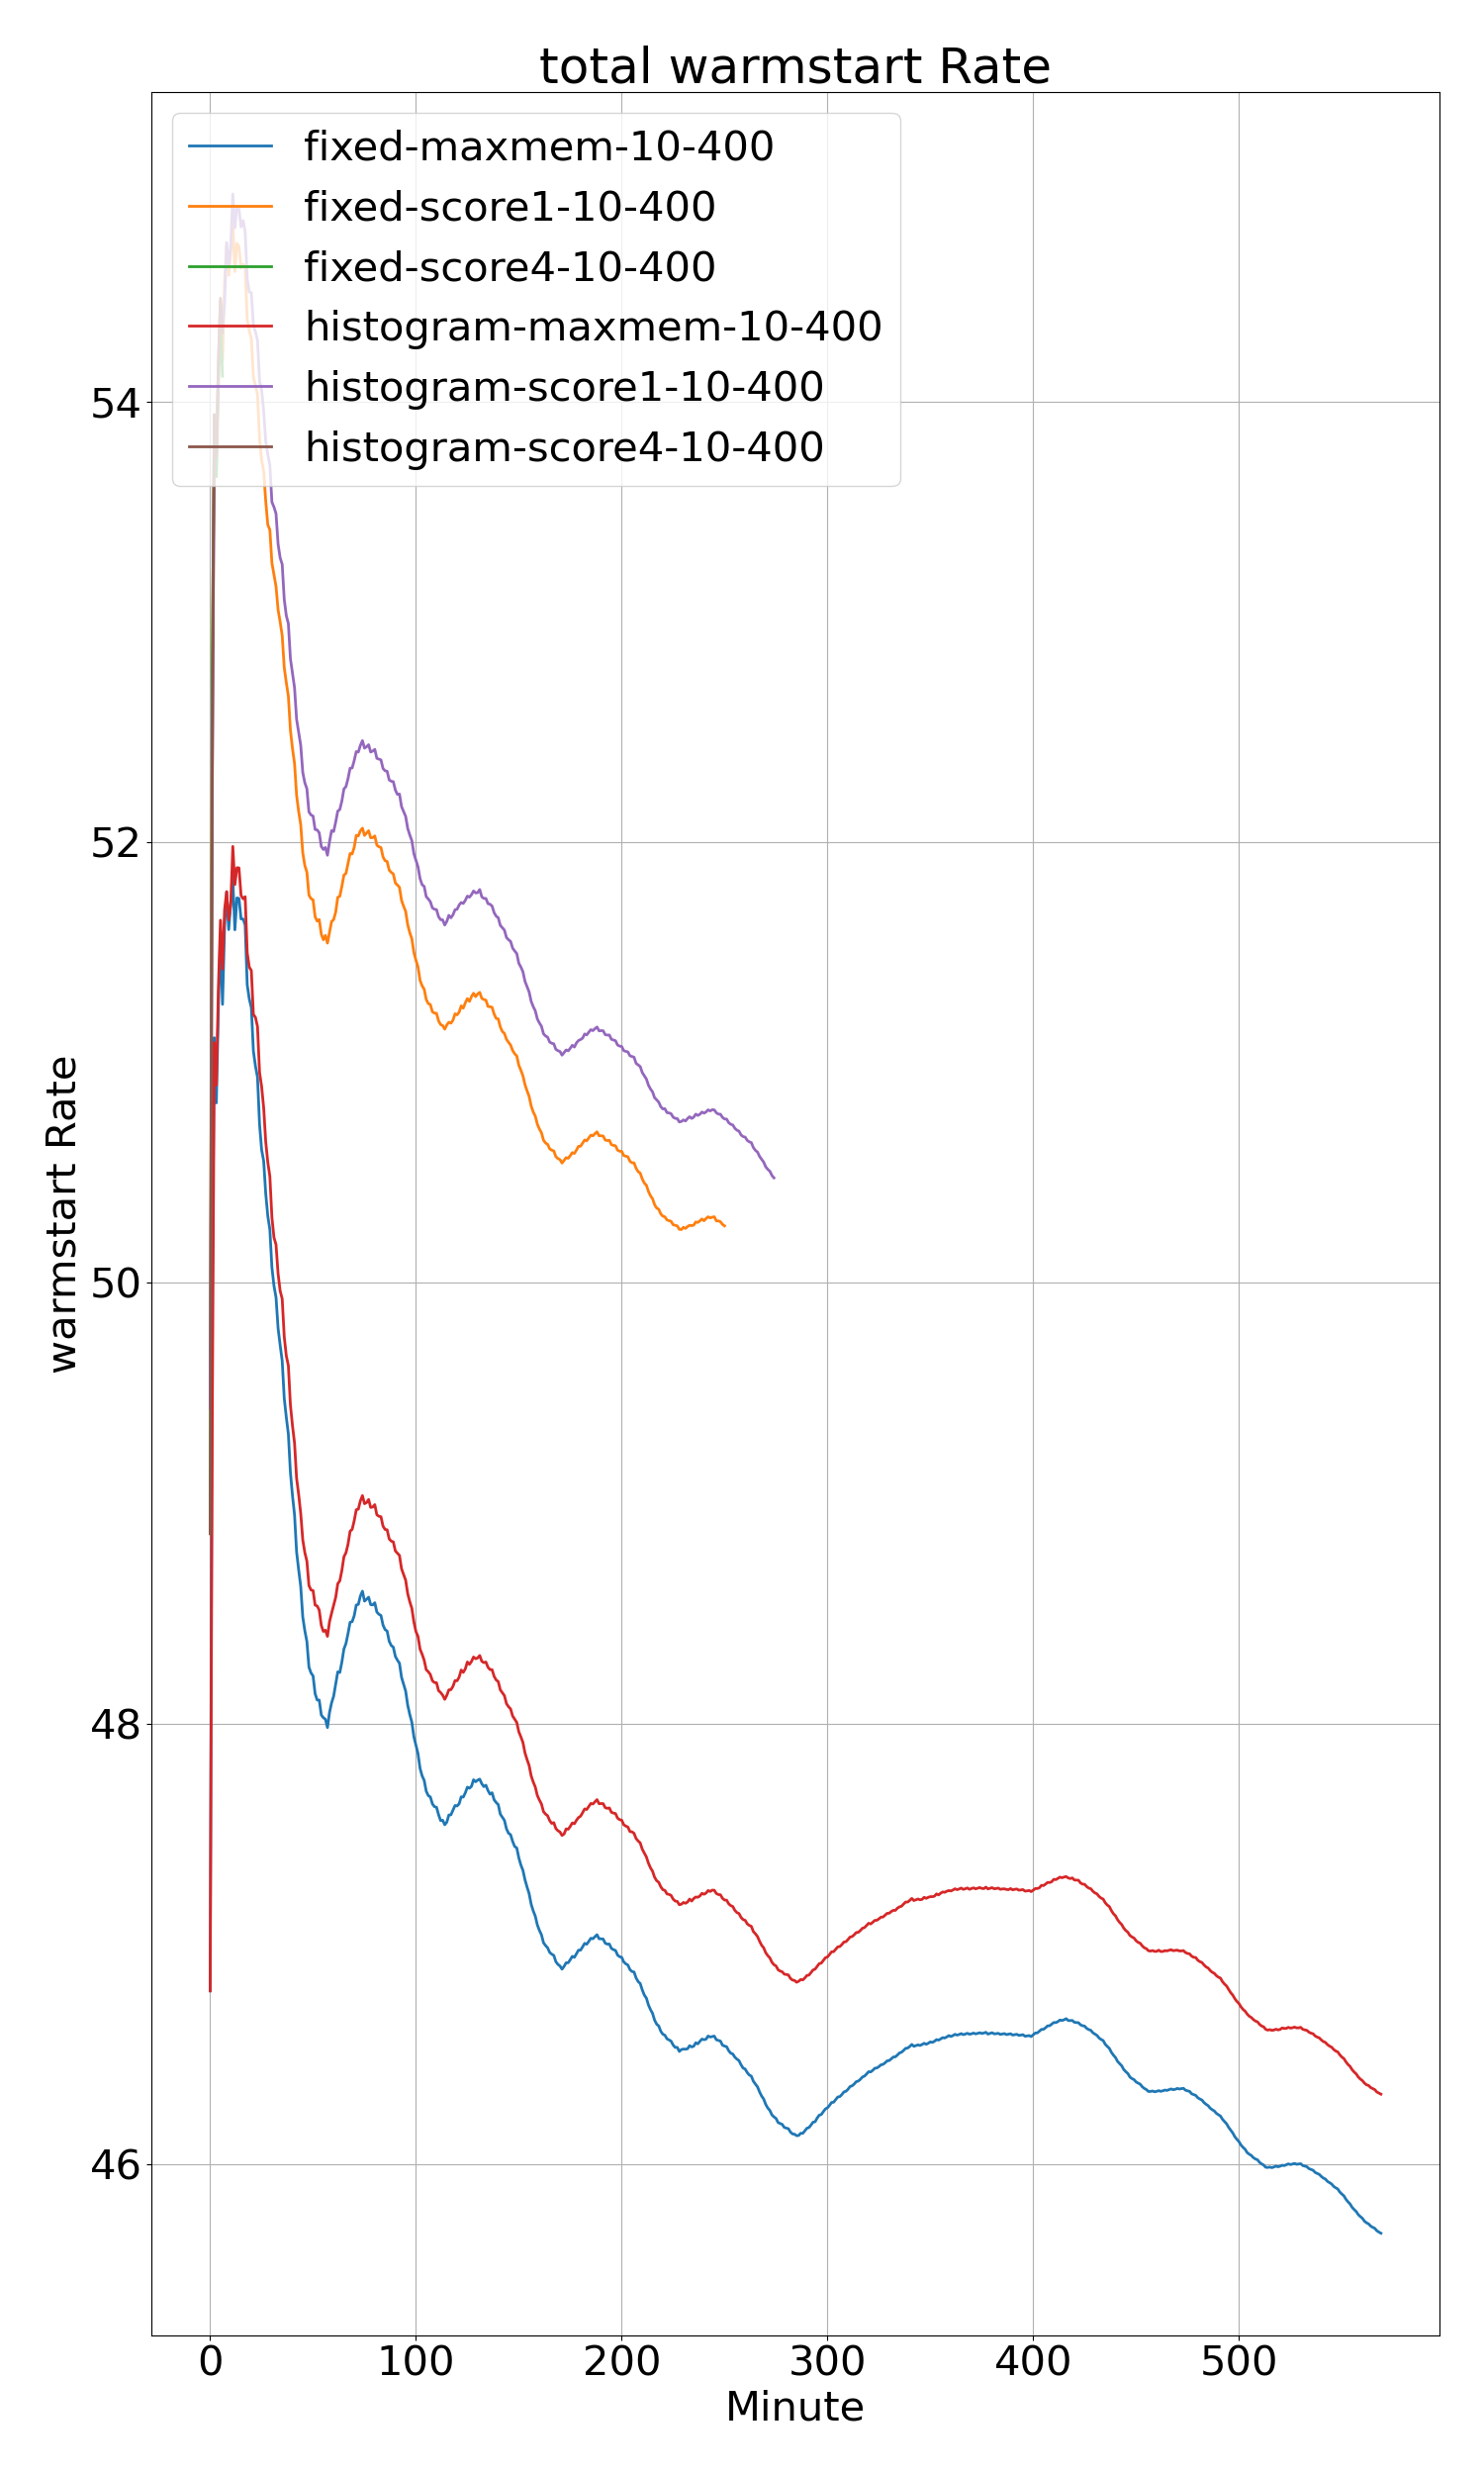 total warmstart Rate
fixed-maxmem-10-400
fixed-score1-10-400
fixed-score4-10-400
histogram-maxmem-10-400
histogram-score1-10-400
histogram-score4-10-400
54
52
50
48
46
warmstart Rate
0 100 200 300 400 500
Minute